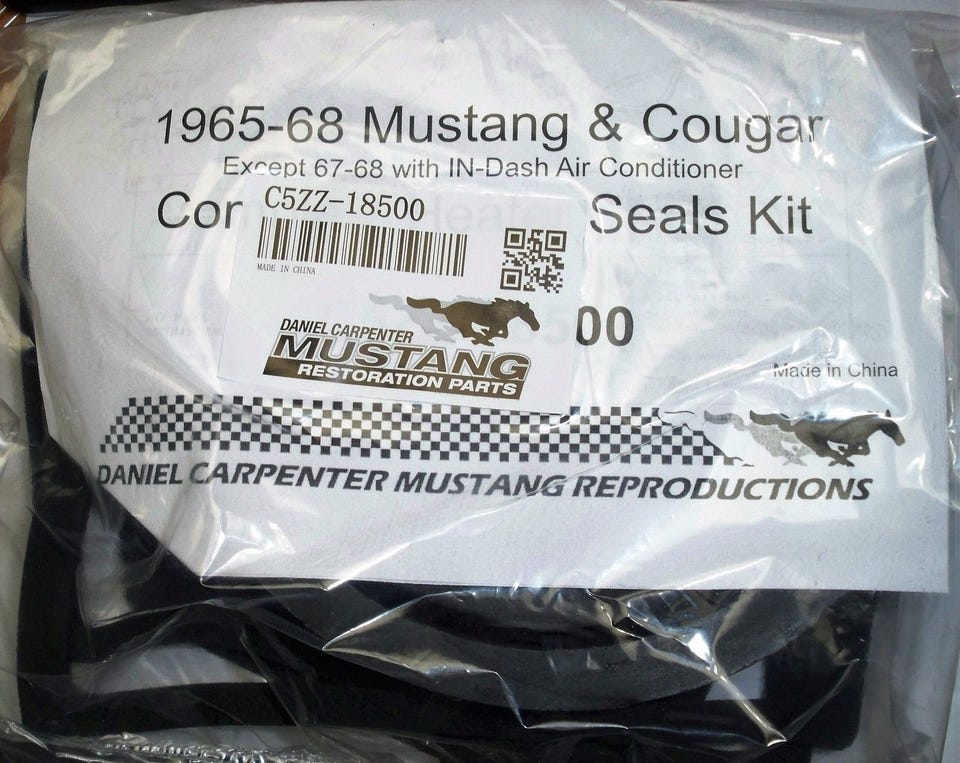 1965-68 Mustang & Cougar
Except 67-68 with IN-Dash Air Conditioner
Seals Kit
C5ZZ-18500
MADE IN CHINA
00
DANIEL CARPENTER
MUSTANG
RESTORATION PARTS
Made in China
DANIEL CARPENTER MUSTANG REPRODUCTIONS